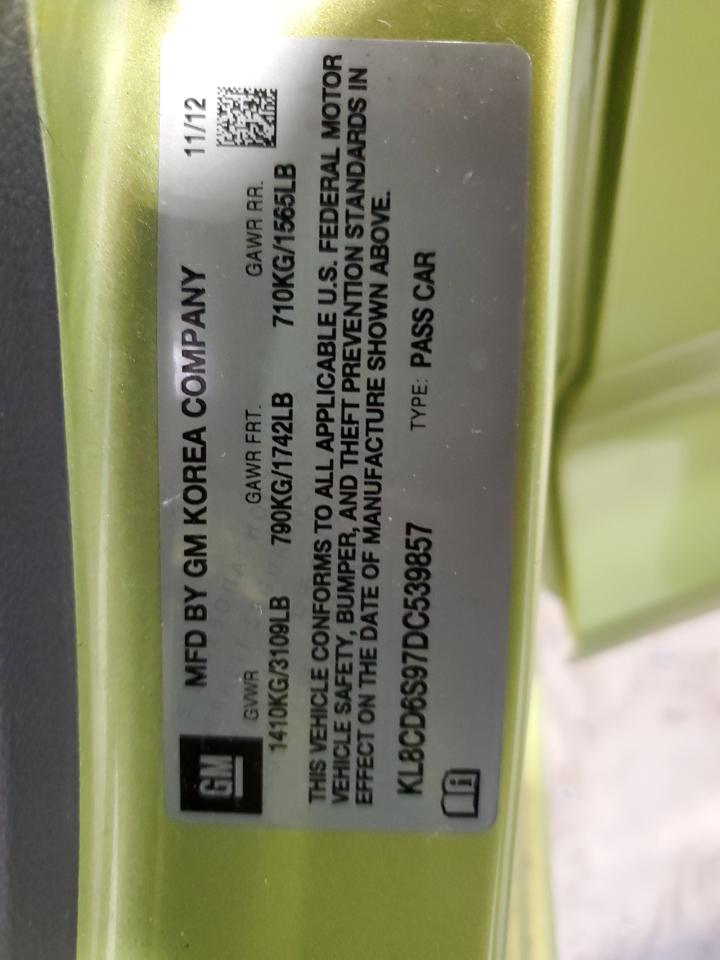 MFD BY GM KOREA COMPANY 11/12
GM
GVWR GAWR FRT. GAWR RR.
1410KG/3109LB 790KG/1742LB 710KG/1565LB
THIS VEHICLE CONFORMS TO ALL APPLICABLE U.S. FEDERAL MOTOR
VEHICLE SAFETY, BUMPER, AND THEFT PREVENTION STANDARDS IN
EFFECT ON THE DATE OF MANUFACTURE SHOWN ABOVE.
KL8CD6S97DC539857 TYPE: PASS CAR